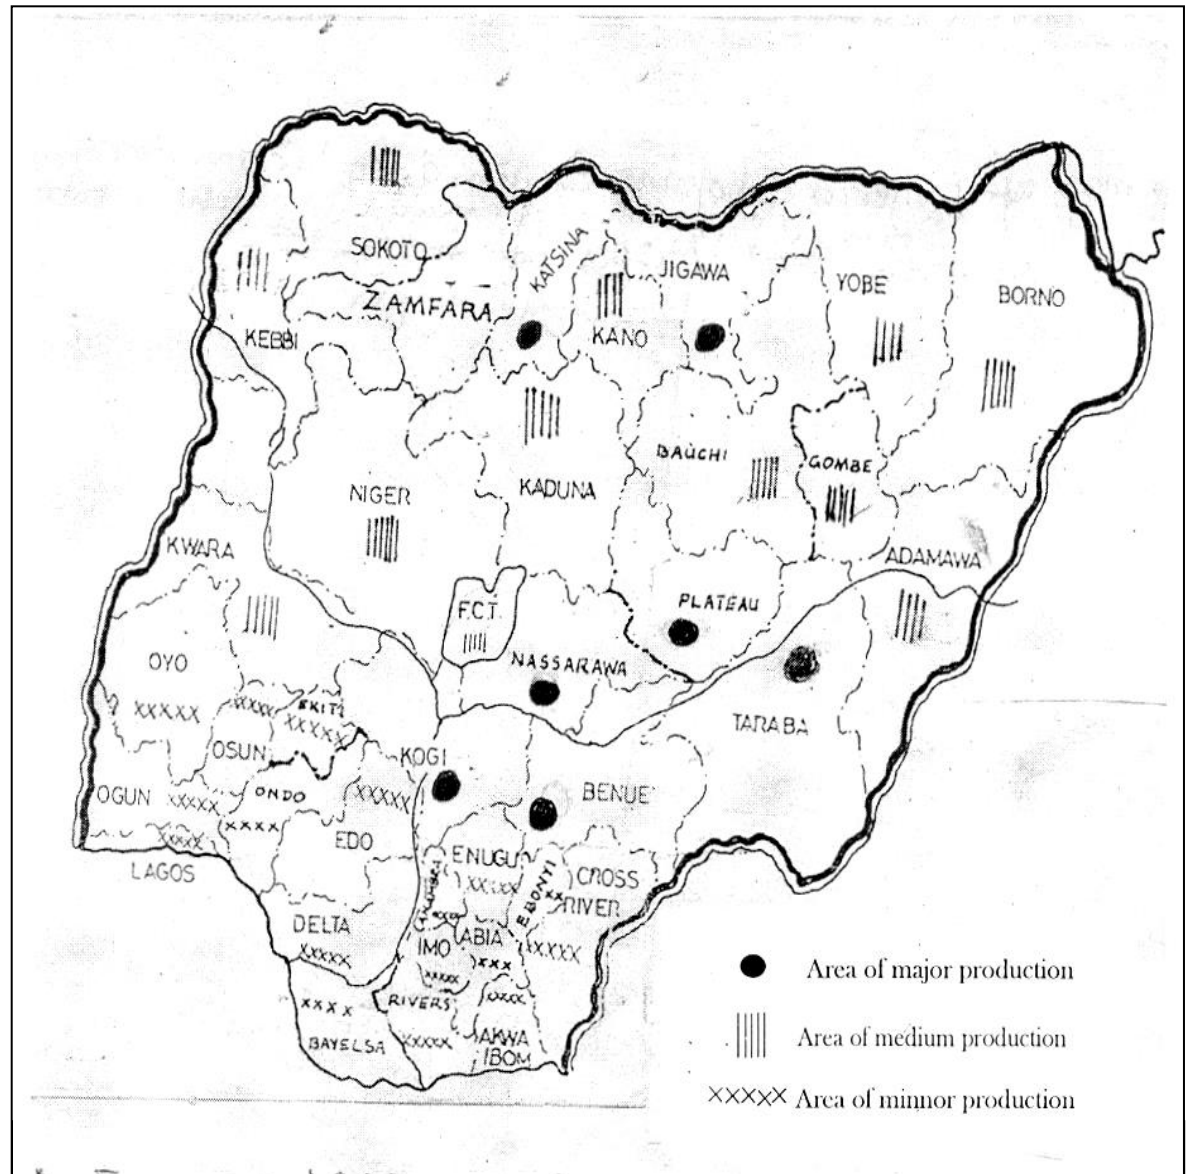 SOKOTO
KATSINA
JIGAWA
YOBE
BORNO
ZAMFARA
KEBBI
KANO
BAUCHI
GOMBE
NIGER
KADUNA
KWARA
ADAMAWA
F.C.T.
PLATEAU
NASSARAWA
OYO
EKITI
TARABA
OSUN
KOGI
OGUN
ONDO
BENUE
EDO
ENUGU
LAGOS
ANAMBRA
EBONYI
CROSS
RIVER
DELTA
IMO
ABIA
RIVERS
AKWA
IBOM
BAYELSA
Area of major production
Area of medium production
XXXXX Area of minnor production